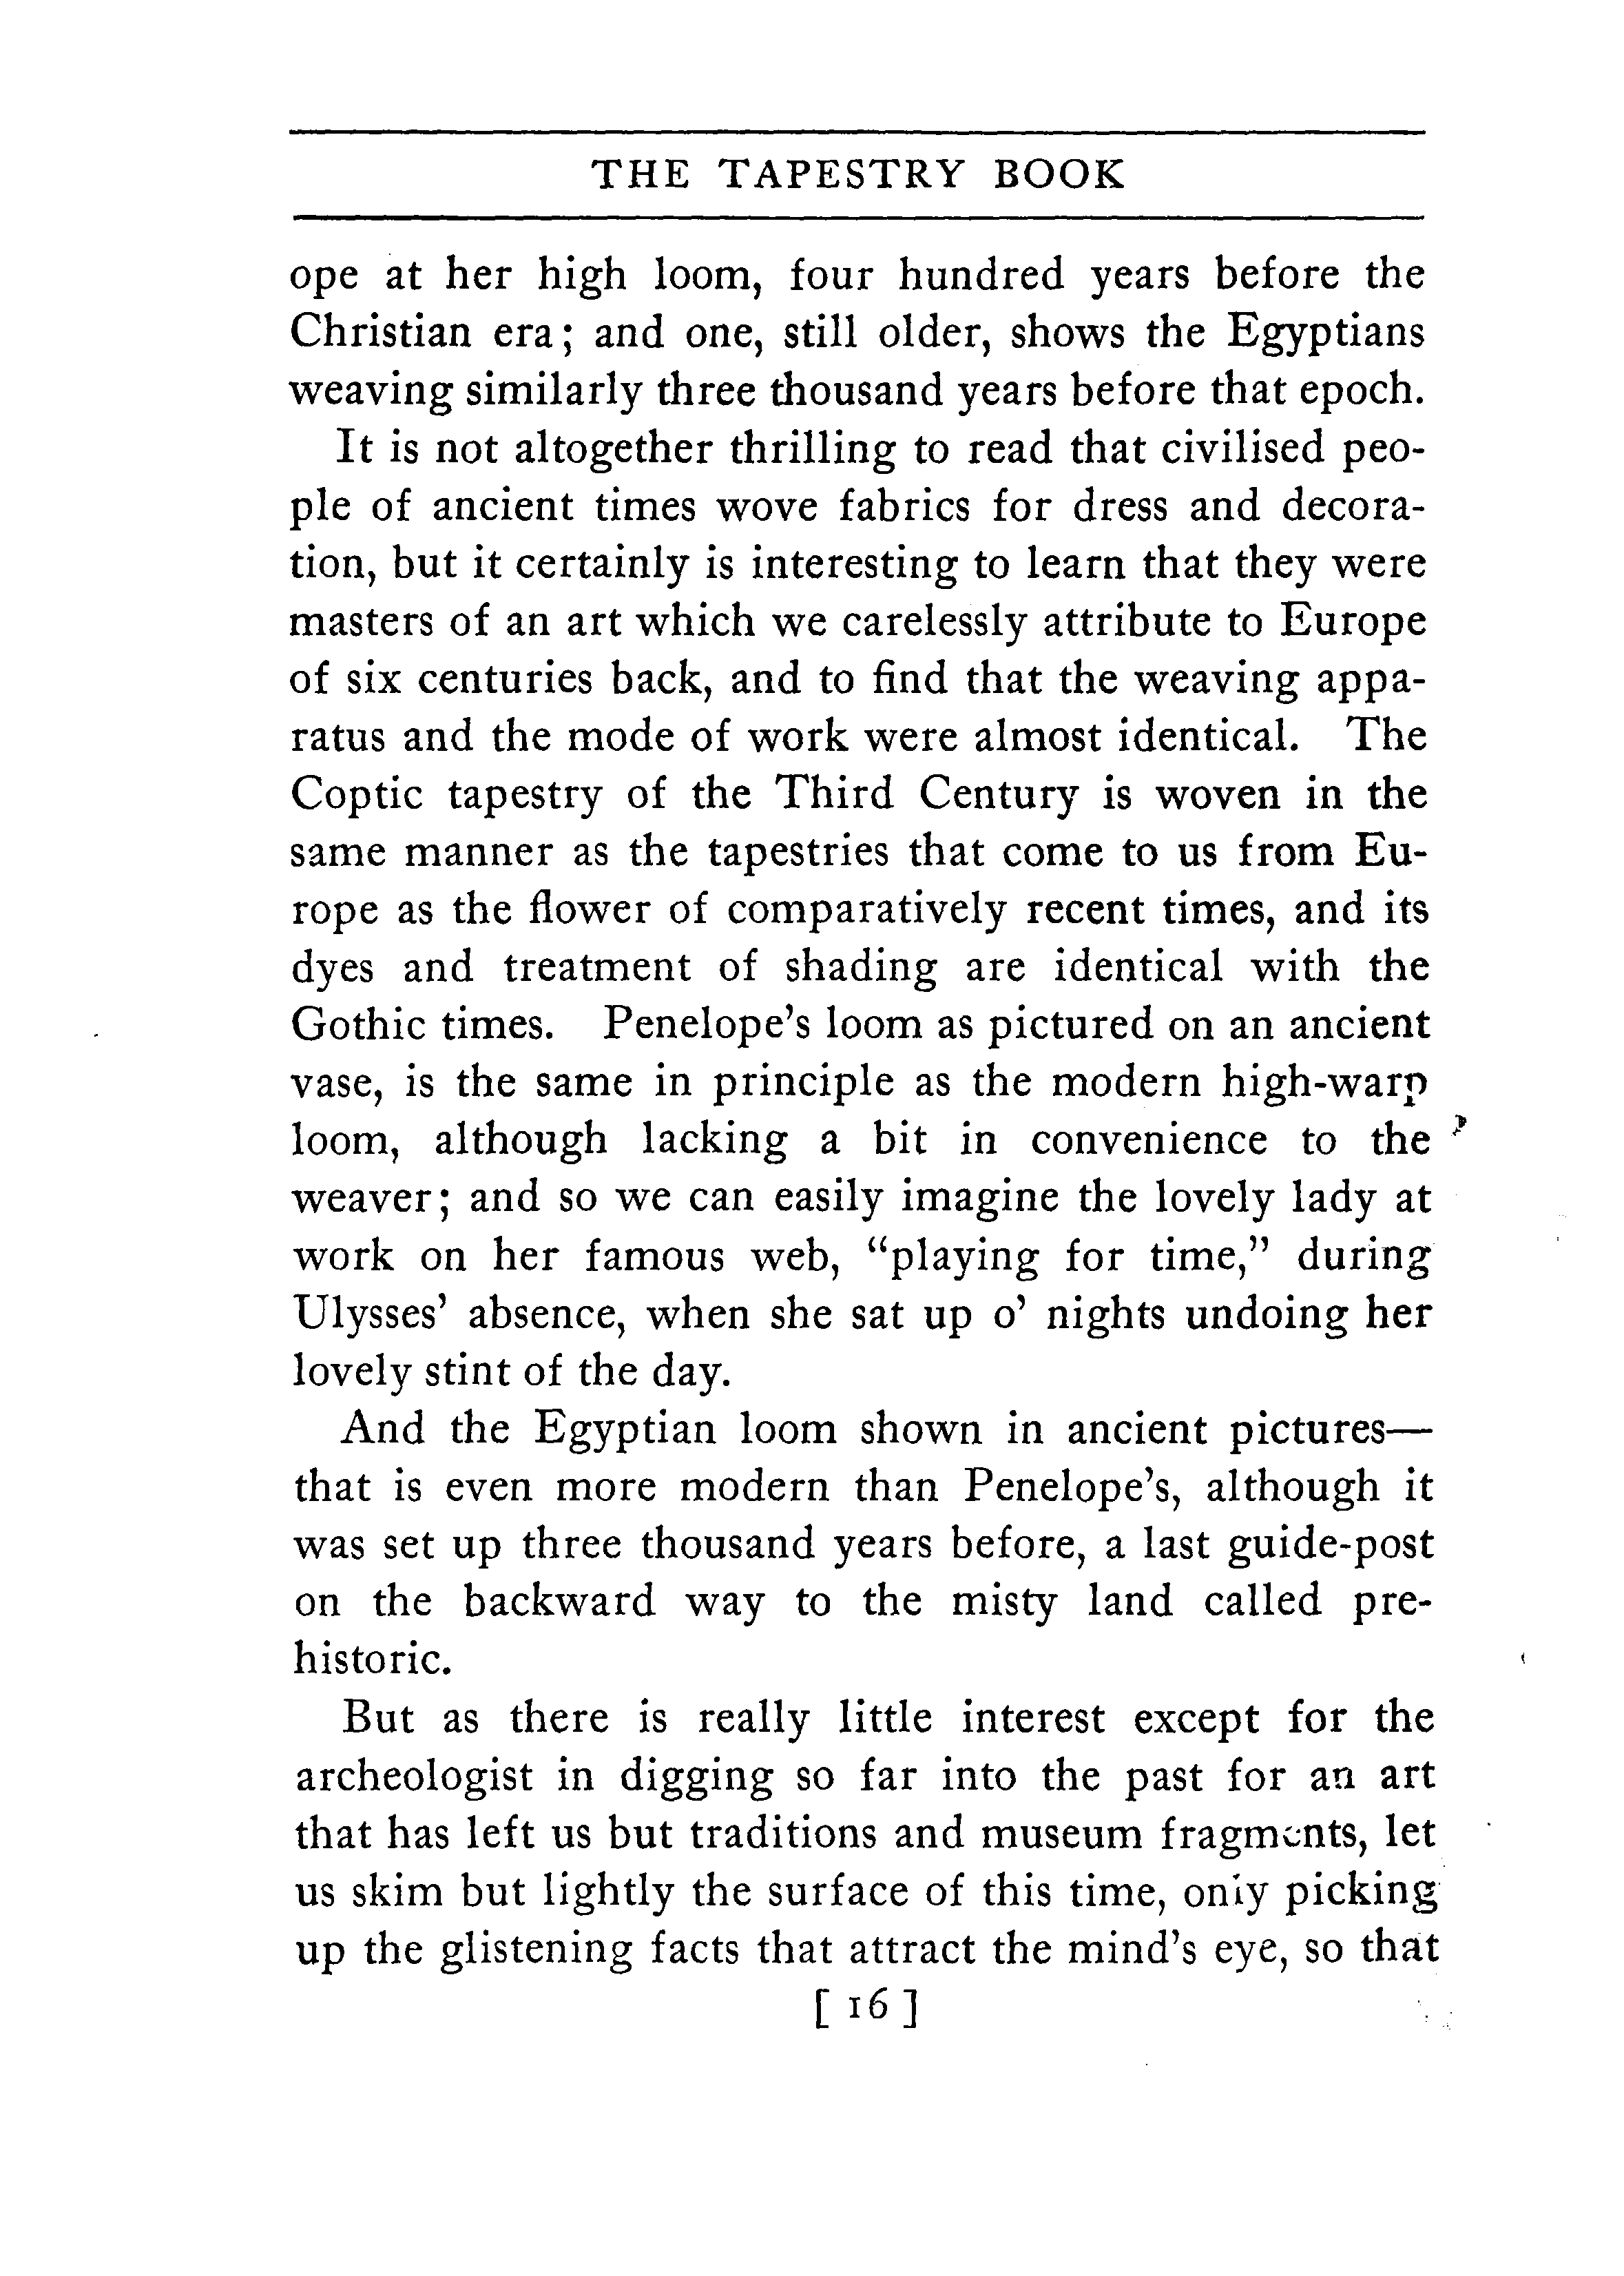 THE TAPESTRY BOOK
ope at her high loom, four hundred years before the
Christian era; and one, still older, shows the Egyptians
weaving similarly three thousand years before that epoch.
It is not altogether thrilling to read that civilised peo-
ple of ancient times wove fabrics for dress and decora-
tion, but it certainly is interesting to learn that they were
masters of an art which we carelessly attribute to Europe
of six centuries back, and to find that the weaving appa-
ratus and the mode of work were almost identical. The
Coptic tapestry of the Third Century is woven in the
same manner as the tapestries that come to us from Eu-
rope as the flower of comparatively recent times, and its
dyes and treatment of shading are identical with the
Gothic times. Penelope's loom as pictured on an ancient
vase, is the same in principle as the modern high-warp
loom, although lacking a bit in convenience to the
weaver; and so we can easily imagine the lovely lady at
work on her famous web, "playing for time," during
Ulysses' absence, when she sat up o' nights undoing her
lovely stint of the day.
And the Egyptian loom shown in ancient pictures—
that is even more modern than Penelope's, although it
was set up three thousand years before, a last guide-post
on the backward way to the misty land called pre-
historic.
But as there is really little interest except for the
archeologist in digging so far into the past for an art
that has left us but traditions and museum fragments, let
us skim but lightly the surface of this time, only picking
up the glistening facts that attract the mind's eye, so that
[ 16 ]